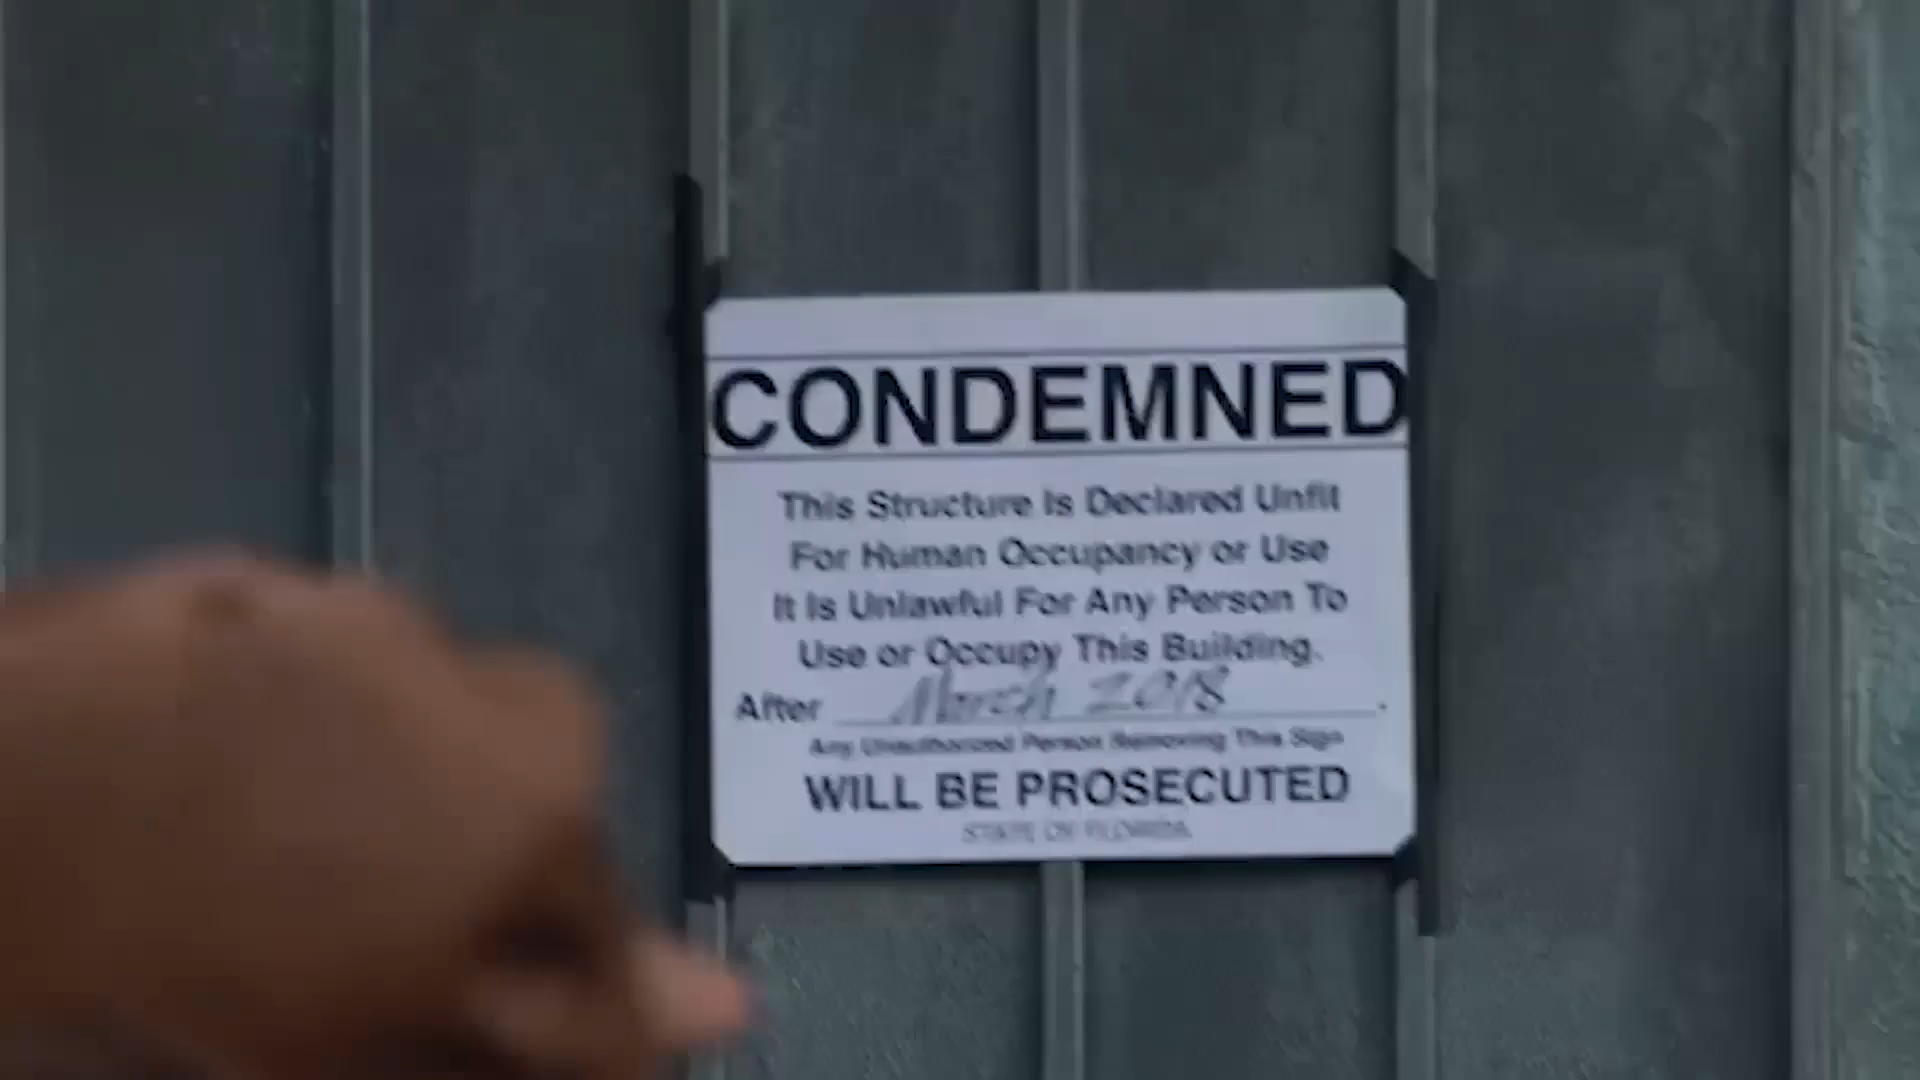 CONDEMNED
This Structure Is Declared Unfit
For Human Occupancy or Use
It Is Unlawful For Any Person To
Use or Occupy This Building.
After March 2018.
Any Unauthorized Person Removing This Sign
WILL BE PROSECUTED
STATE OF FLORIDA